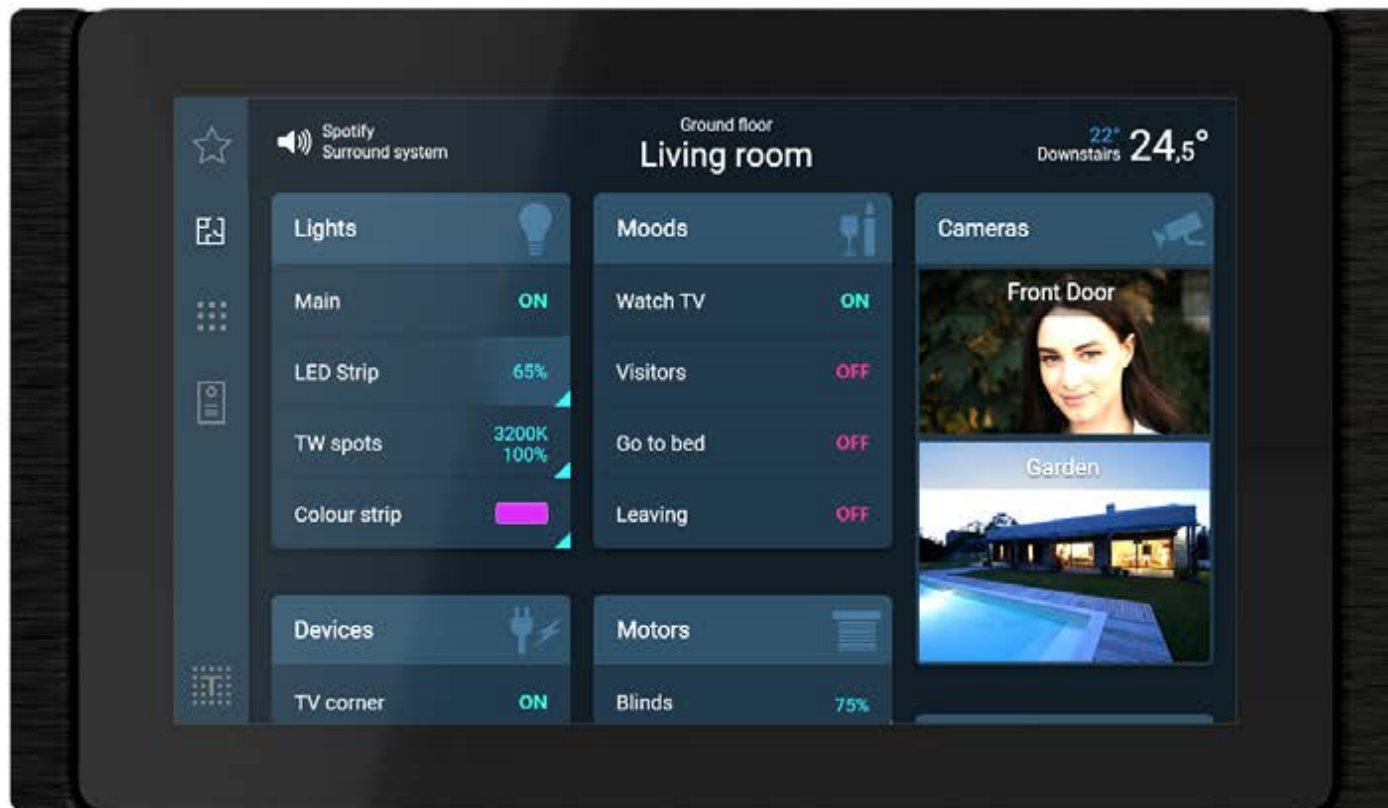 Spotify
Surround system
Ground floor
Living room
22°
Downstairs
24,5°
Lights
Main ON
LED Strip 65%
TW spots 3200K
100%
Colour strip
Moods
Watch TV ON
Visitors OFF
Go to bed OFF
Leaving OFF
Cameras
Front Door
Garden
Devices
TV corner ON
Motors
Blinds 75%
T